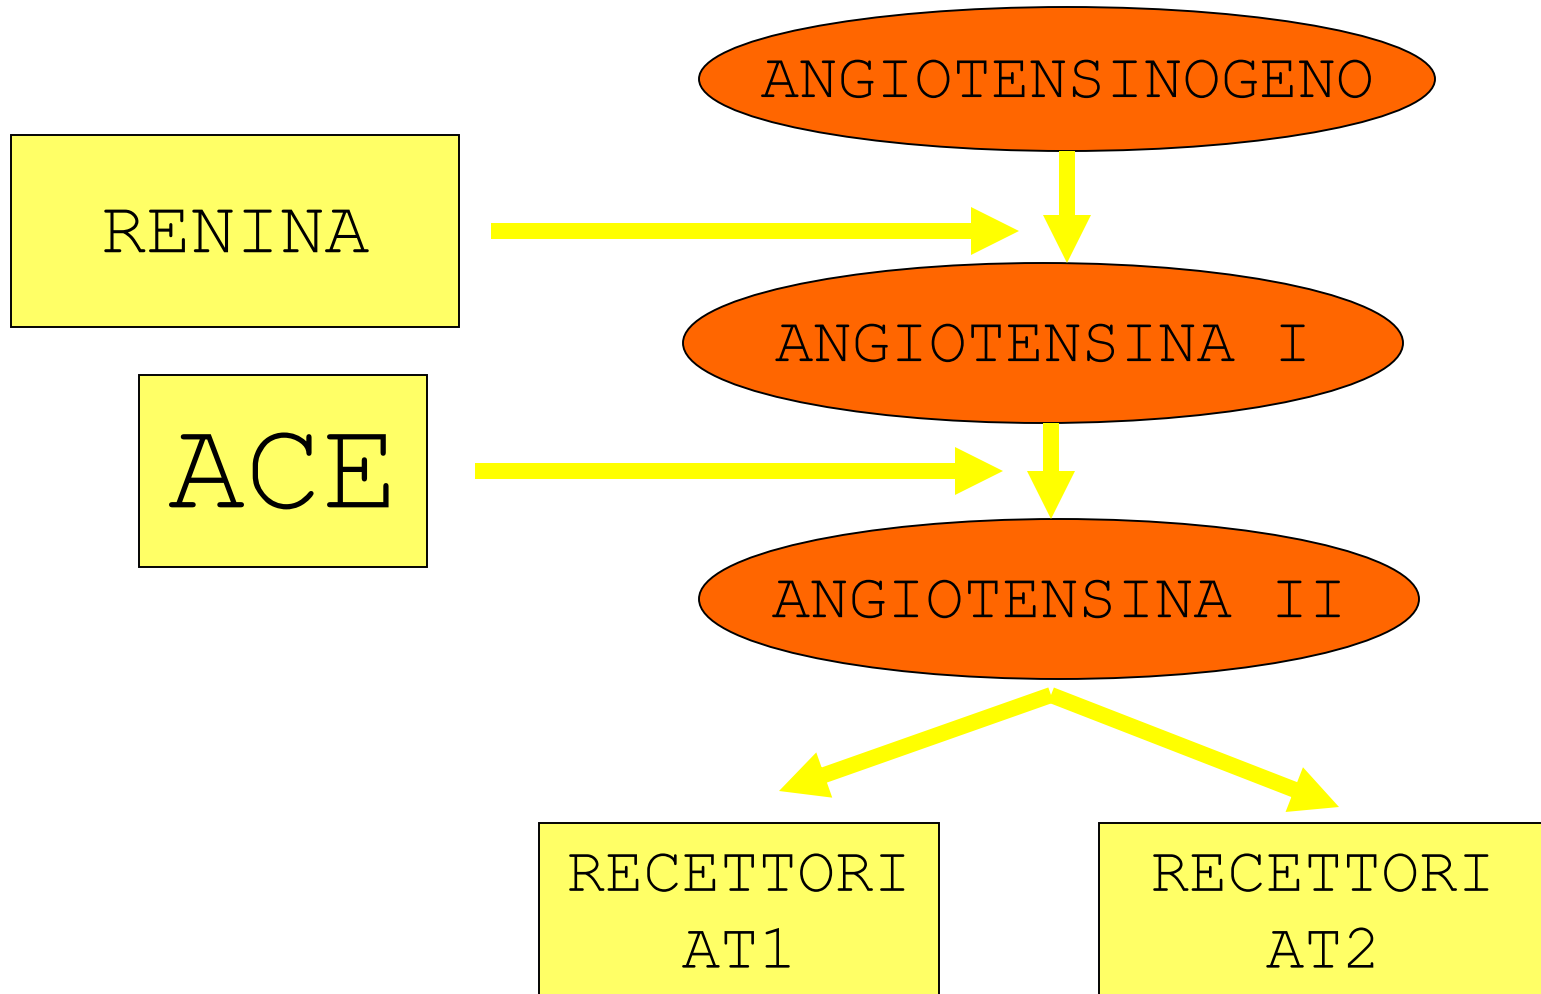 ANGIOTENSINOGENO
RENINA
ANGIOTENSINA I
ACE
ANGIOTENSINA II
RECETTORI
AT1
RECETTORI
AT2